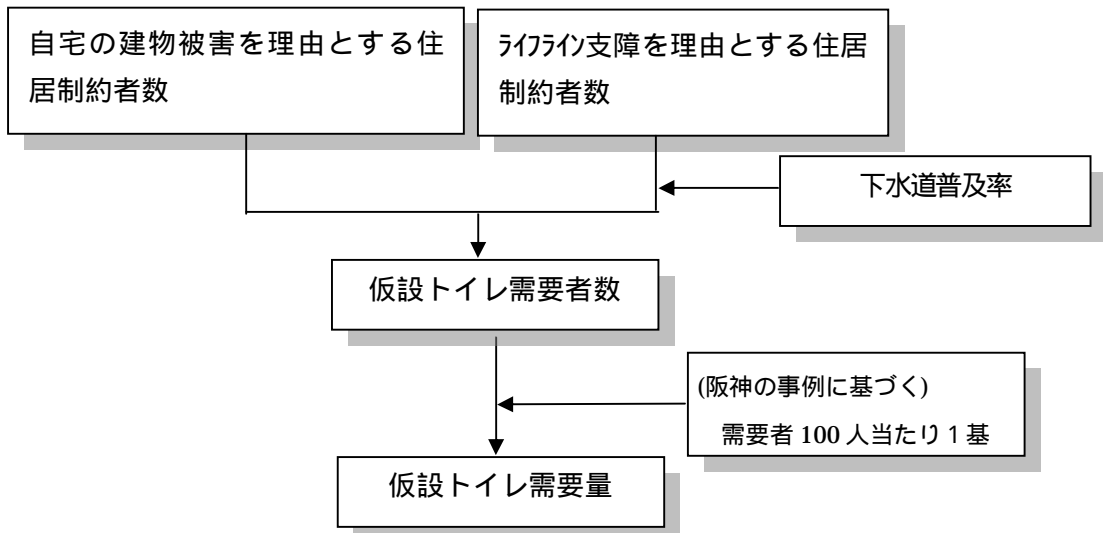 自宅の建物被害を理由とする住
居制約者数
ﾗｲﾌﾗｲﾝ支障を理由とする住居
制約者数
下水道普及率
仮設トイレ需要者数
(阪神の事例に基づく)
需要者 100 人当たり１基
仮設トイレ需要量